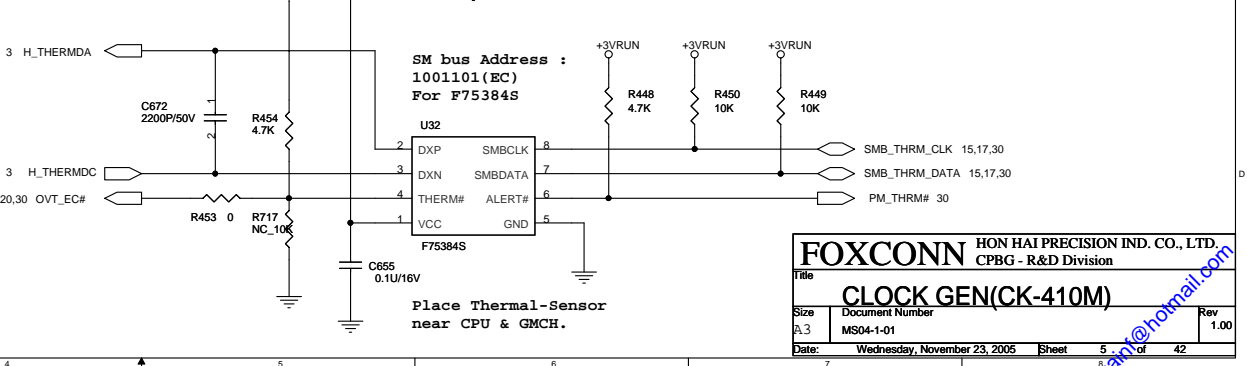 +3VRUN +3VRUN +3VRUN
3 H_THERMDA
SM bus Address :
1001101(EC)
For F75384S
R448
4.7K
R450
10K
R449
10K
C672
2200P/50V
1
2
R454
4.7K
U32
2 DXP SMBCLK 8
SMB_THRM_CLK 15,17,30
3 H_THERMDC
3 DXN SMBDATA 7
SMB_THRM_DATA 15,17,30
20,30 OVT_EC#
4 THERM# ALERT# 6
PM_THRM# 30
R453 0
R717
NC_10K
1 VCC GND 5
F75384S
C655
0.1U/16V
Place Thermal-Sensor
near CPU & GMCH.
D
FOXCONN
HON HAI PRECISION IND. CO., LTD.
CPBG - R&D Division
Title
CLOCK GEN(CK-410M)
Size
A3
Document Number
MS04-1-01
Rev
1.00
Date: Wednesday, November 23, 2005 Sheet 5 of 42
ainf@hotmail.com
4 5 6 7 8